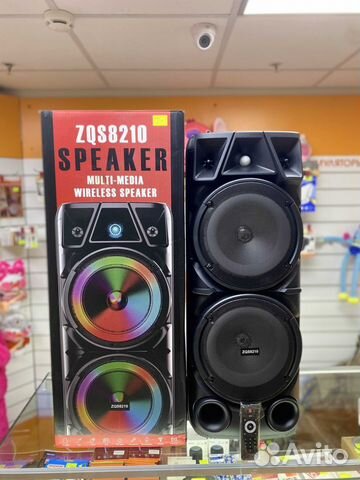 ZQS8210
SPEAKER
MULTI-MEDIA
WIRELESS SPEAKER
ZQS8210
ZQS8210
Avito